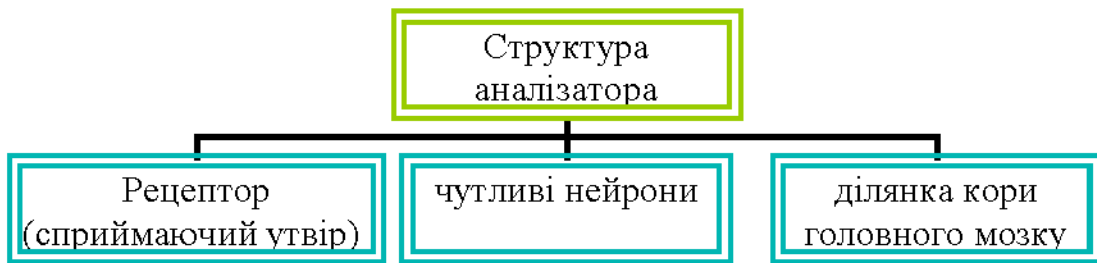 Структура
аналізатора
Рецептор
(сприймаючий утвір)
чутливі нейрони
ділянка кори
головного мозку